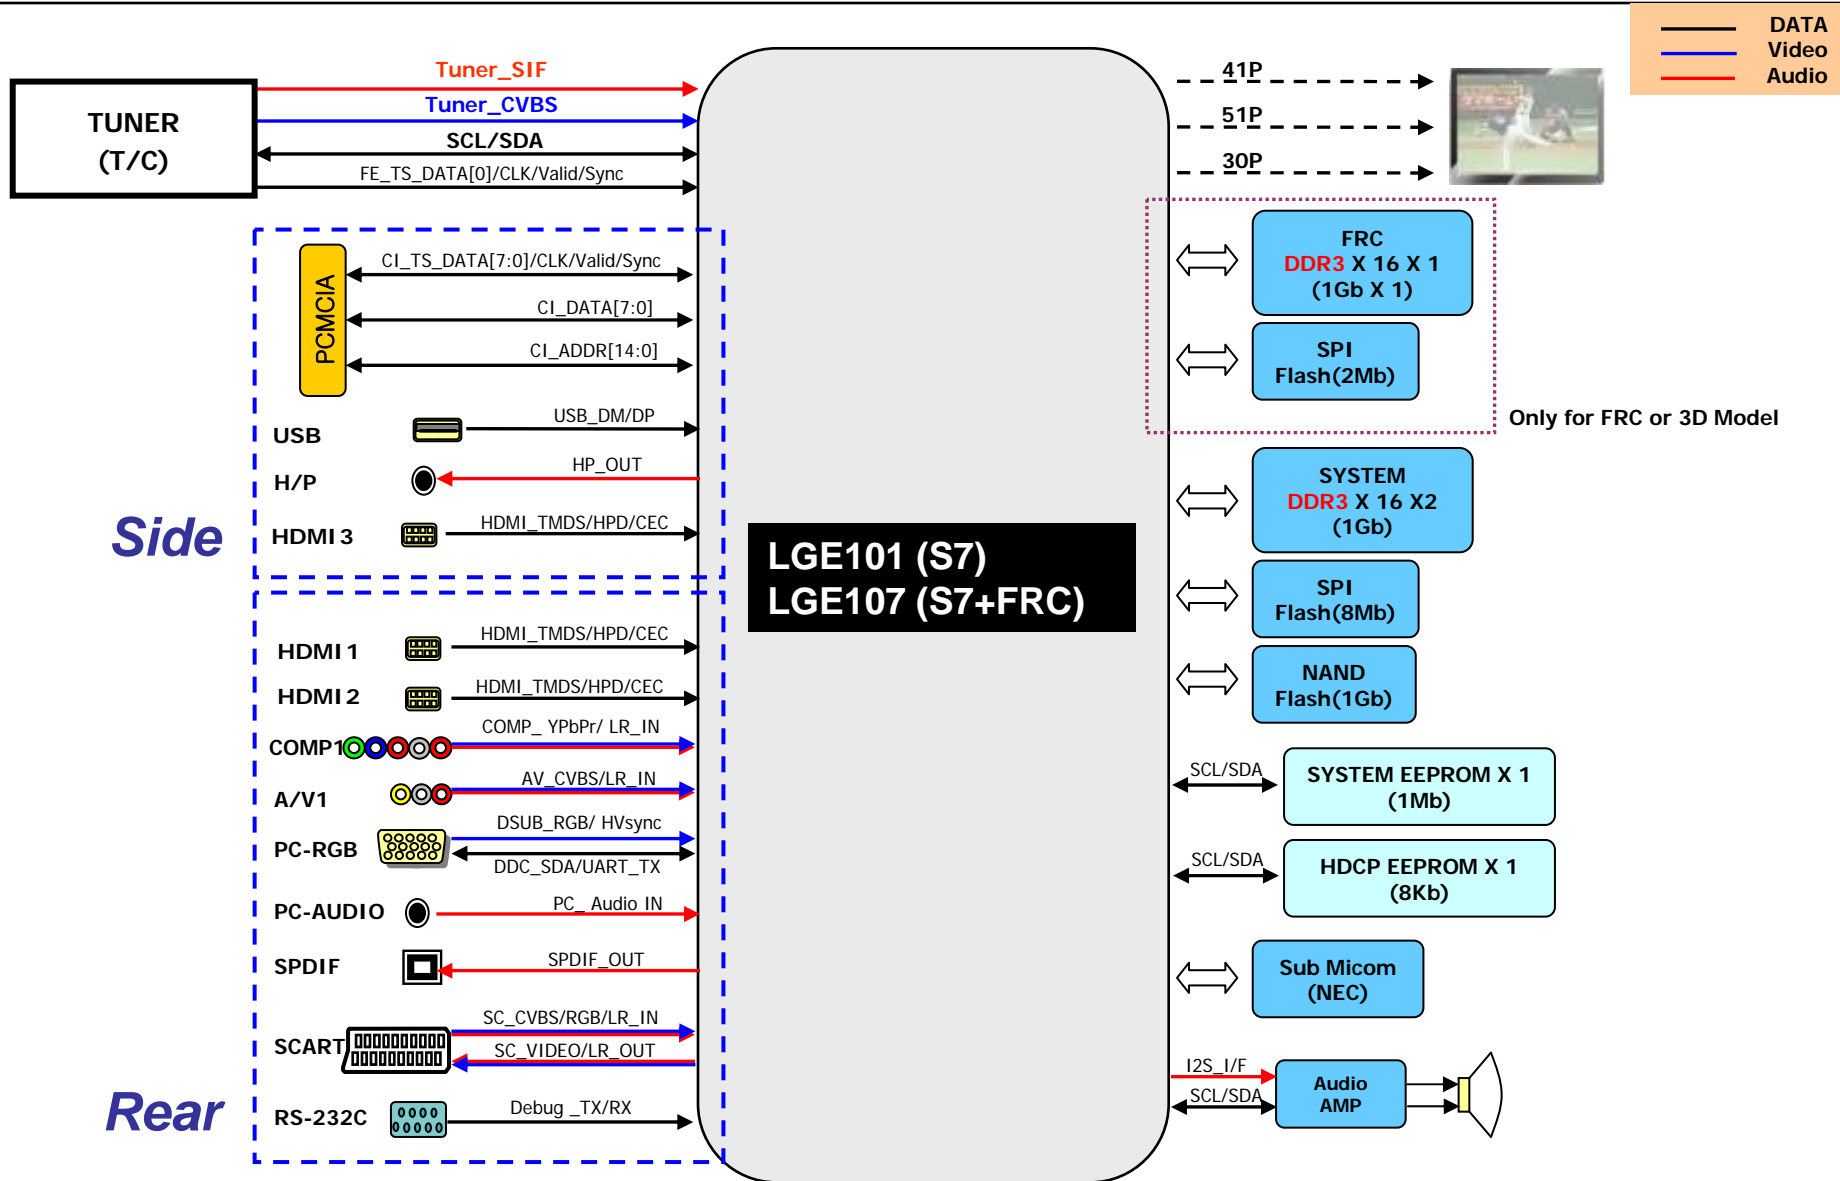 DATA
Video
Audio
TUNER
(T/C)
Tuner_SIF
Tuner_CVBS
SCL/SDA
FE_TS_DATA[0]/CLK/Valid/Sync
41P
51P
30P
Side
PCMCIA
CI_TS_DATA[7:0]/CLK/Valid/Sync
CI_DATA[7:0]
CI_ADDR[14:0]
USB
USB_DM/DP
H/P
HP_OUT
HDMI3
HDMI_TMDS/HPD/CEC
Rear
HDMI1
HDMI_TMDS/HPD/CEC
HDMI2
HDMI_TMDS/HPD/CEC
COMP1
COMP_ YPbPr/ LR_IN
A/V1
AV_CVBS/LR_IN
PC-RGB
DSUB_RGB/ HVsync
DDC_SDA/UART_TX
PC-AUDIO
PC_ Audio IN
SPDIF
SPDIF_OUT
SCART
SC_CVBS/RGB/LR_IN
SC_VIDEO/LR_OUT
RS-232C
Debug _TX/RX
LGE101 (S7)
LGE107 (S7+FRC)
FRC
DDR3 X 16 X 1
(1Gb X 1)
SPI
Flash(2Mb)
Only for FRC or 3D Model
SYSTEM
DDR3 X 16 X2
(1Gb)
SPI
Flash(8Mb)
NAND
Flash(1Gb)
SCL/SDA
SYSTEM EEPROM X 1
(1Mb)
SCL/SDA
HDCP EEPROM X 1
(8Kb)
Sub Micom
(NEC)
I2S_I/F
SCL/SDA
Audio
AMP